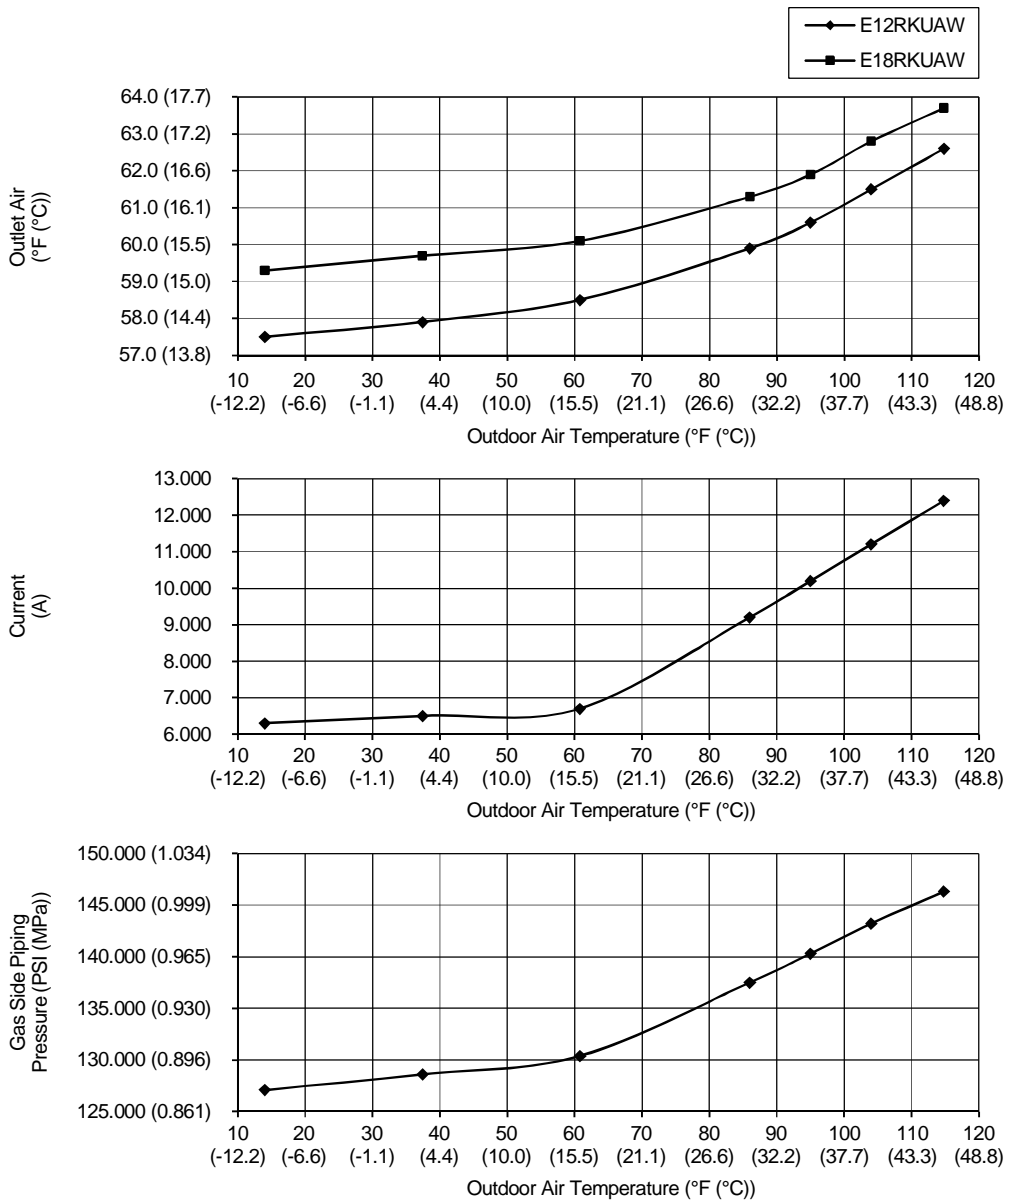 E12RKUAW
E18RKUAW
64.0 (17.7)
63.0 (17.2)
62.0 (16.6)
61.0 (16.1)
60.0 (15.5)
59.0 (15.0)
58.0 (14.4)
57.0 (13.8)
Outlet Air
(°F (°C))
10 20 30 40 50 60 70 80 90 100 110 120
(-12.2) (-6.6) (-1.1) (4.4) (10.0) (15.5) (21.1) (26.6) (32.2) (37.7) (43.3) (48.8)
Outdoor Air Temperature (°F (°C))
13.000
12.000
11.000
10.000
9.000
8.000
7.000
6.000
Current
(A)
10 20 30 40 50 60 70 80 90 100 110 120
(-12.2) (-6.6) (-1.1) (4.4) (10.0) (15.5) (21.1) (26.6) (32.2) (37.7) (43.3) (48.8)
Outdoor Air Temperature (°F (°C))
150.000 (1.034)
145.000 (0.999)
140.000 (0.965)
135.000 (0.930)
130.000 (0.896)
125.000 (0.861)
Gas Side Piping
Pressure (PSI (MPa))
10 20 30 40 50 60 70 80 90 100 110 120
(-12.2) (-6.6) (-1.1) (4.4) (10.0) (15.5) (21.1) (26.6) (32.2) (37.7) (43.3) (48.8)
Outdoor Air Temperature (°F (°C))